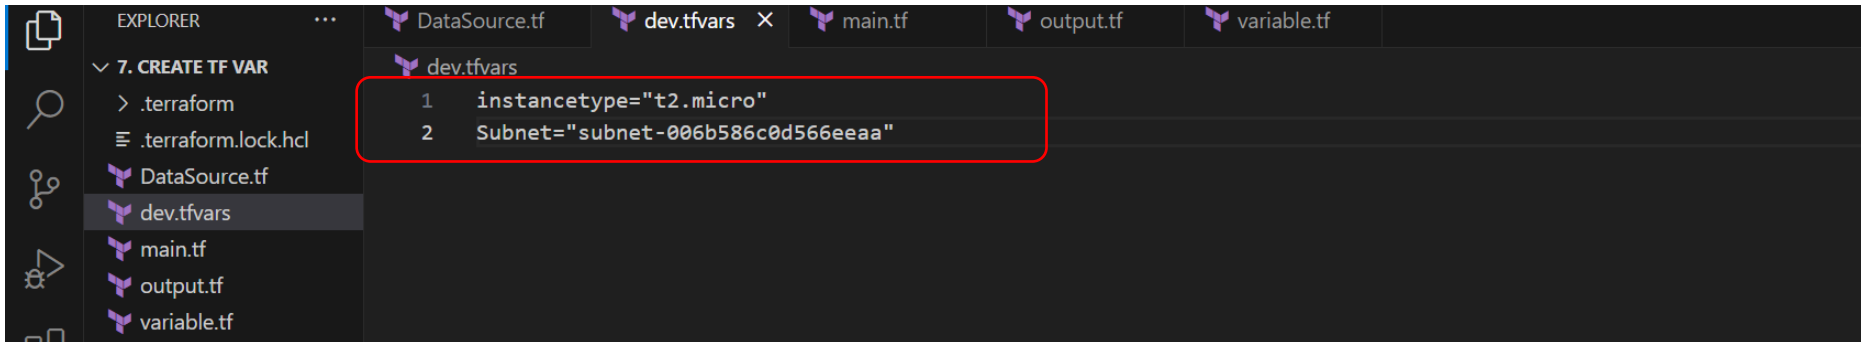 EXPLORER
7. CREATE TF VAR
.terraform
.terraform.lock.hcl
DataSource.tf
dev.tfvars
main.tf
output.tf
variable.tf
DataSource.tf
dev.tfvars
main.tf
output.tf
variable.tf
dev.tfvars
1 instancetype="t2.micro"
2 Subnet="subnet-006b586c0d566eeaa"